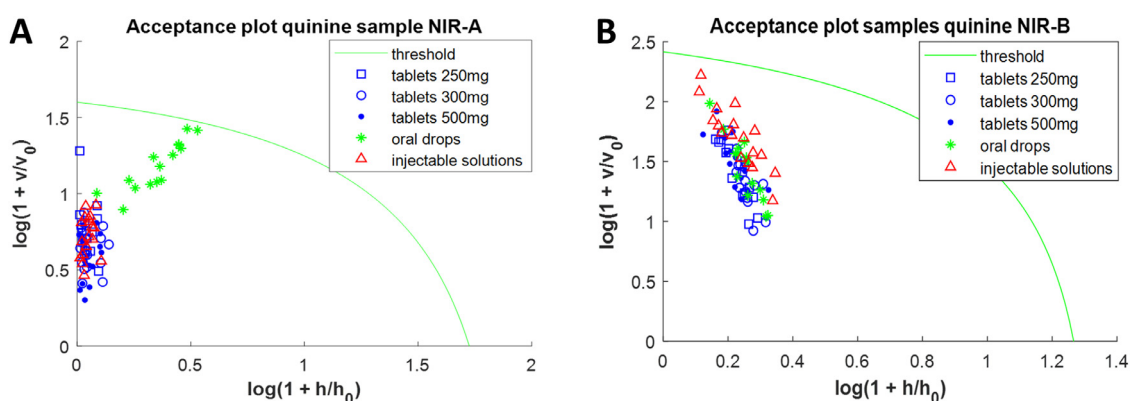 A
Acceptance plot quinine sample NIR-A
2
1.5
1
0.5
0
0
0.5
1
1.5
2
log(1 + v/v0)
log(1 + h/h0)
threshold
tablets 250mg
tablets 300mg
tablets 500mg
oral drops
injectable solutions
B
Acceptance plot samples quinine NIR-B
2.5
2
1.5
1
0.5
0
0
0.2
0.4
0.6
0.8
1
1.2
1.4
log(1 + v/v0)
log(1 + h/h0)
threshold
tablets 250mg
tablets 300mg
tablets 500mg
oral drops
injectable solutions